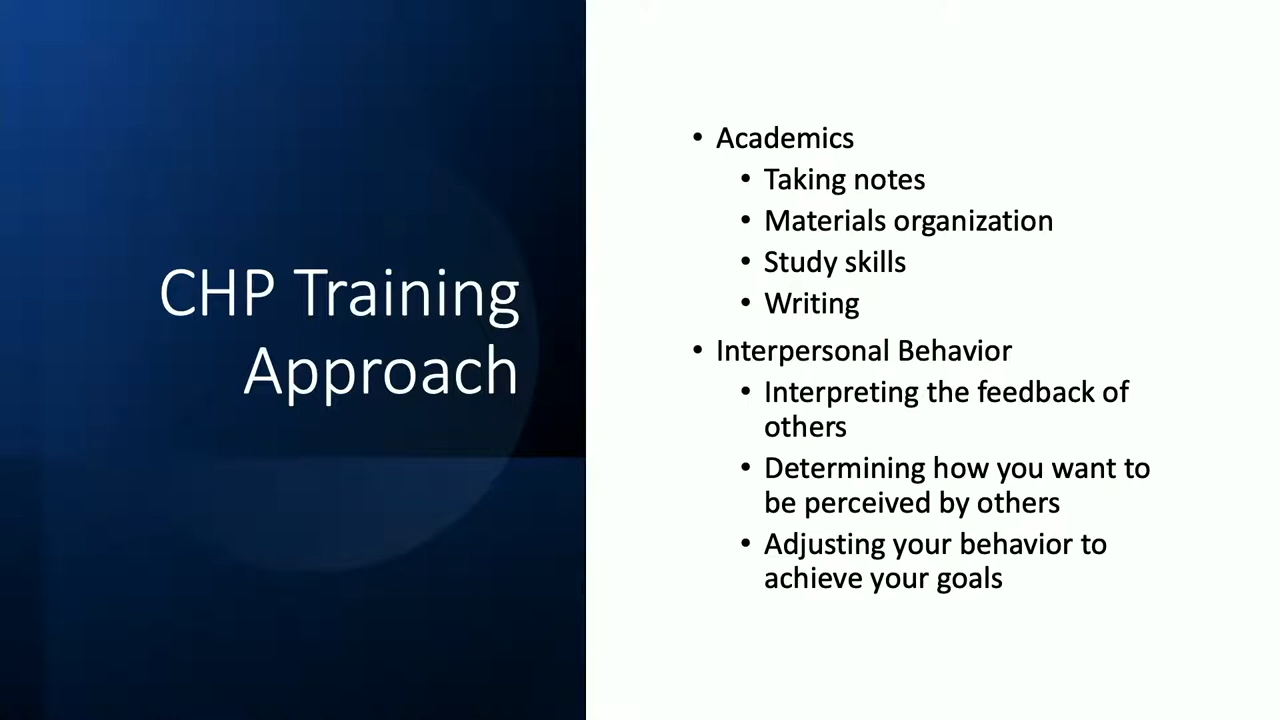 CHP Training
Approach
• Academics
• Taking notes
• Materials organization
• Study skills
• Writing
• Interpersonal Behavior
• Interpreting the feedback of
others
• Determining how you want to
be perceived by others
• Adjusting your behavior to
achieve your goals